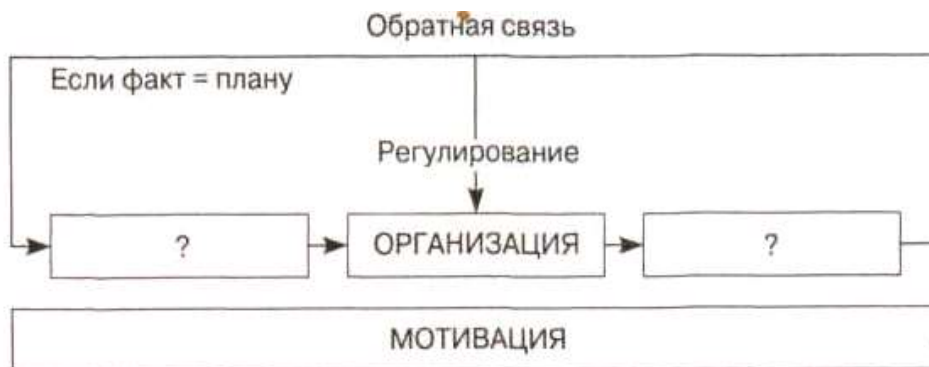 Обратная связь
Если факт = плану
Регулирование
?
ОРГАНИЗАЦИЯ
?
МОТИВАЦИЯ